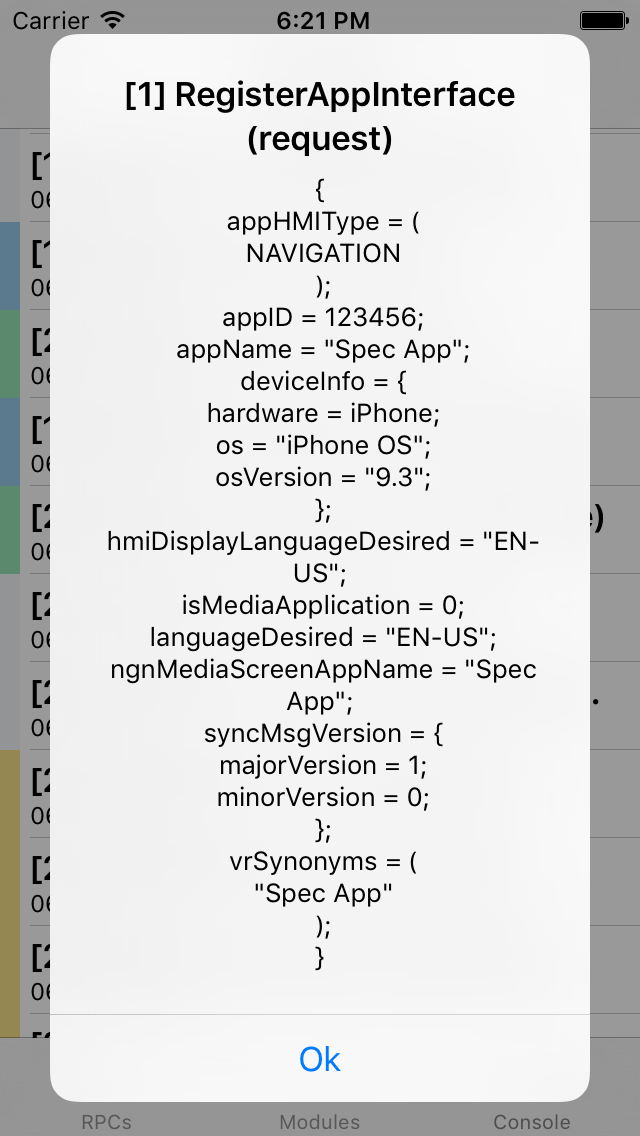 Carrier 6:21 PM
[1] RegisterAppInterface
(request)
{
appHMIType = (
NAVIGATION
);
appID = 123456;
appName = "Spec App";
deviceInfo = {
hardware = iPhone;
os = "iPhone OS";
osVersion = "9.3";
};
hmiDisplayLanguageDesired = "EN-
US";
isMediaApplication = 0;
languageDesired = "EN-US";
ngnMediaScreenAppName = "Spec
App";
syncMsgVersion = {
majorVersion = 1;
minorVersion = 0;
};
vrSynonyms = (
"Spec App"
);
}
Ok
RPCs Modules Console